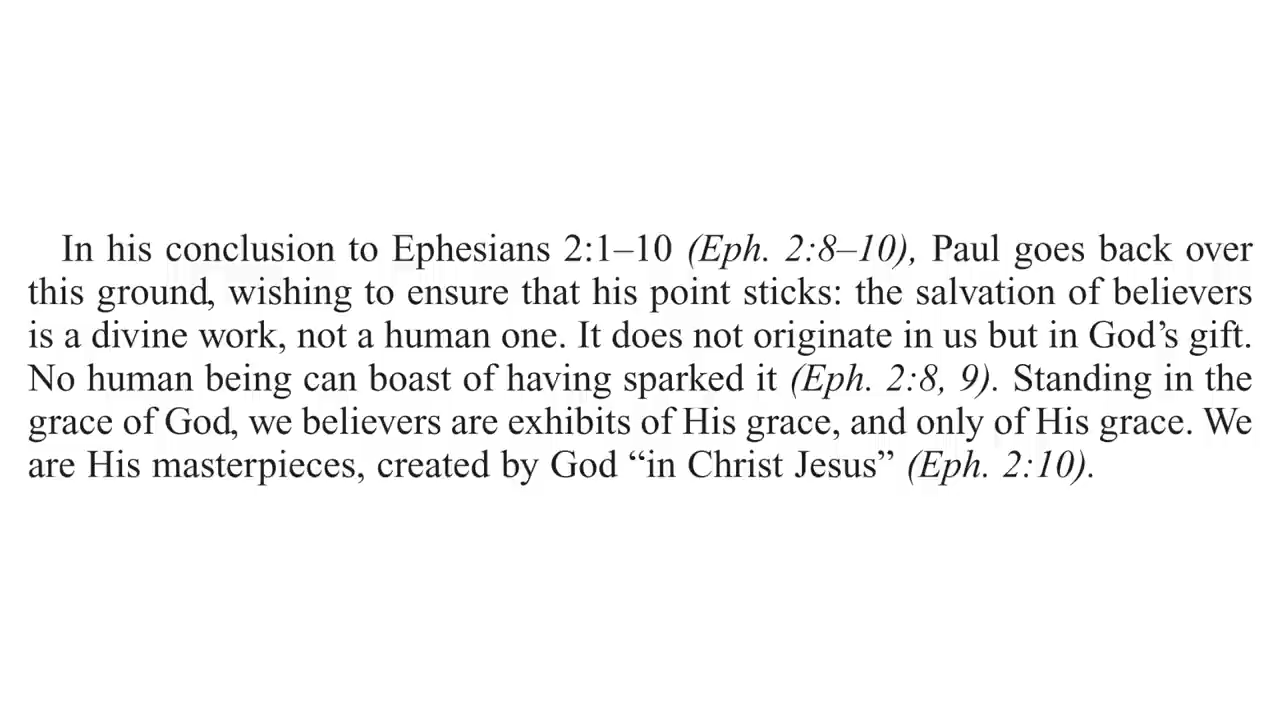 In his conclusion to Ephesians 2:1–10 (Eph. 2:8–10), Paul goes back over
this ground, wishing to ensure that his point sticks: the salvation of believers
is a divine work, not a human one. It does not originate in us but in God’s gift.
No human being can boast of having sparked it (Eph. 2:8, 9). Standing in the
grace of God, we believers are exhibits of His grace, and only of His grace. We
are His masterpieces, created by God “in Christ Jesus” (Eph. 2:10).